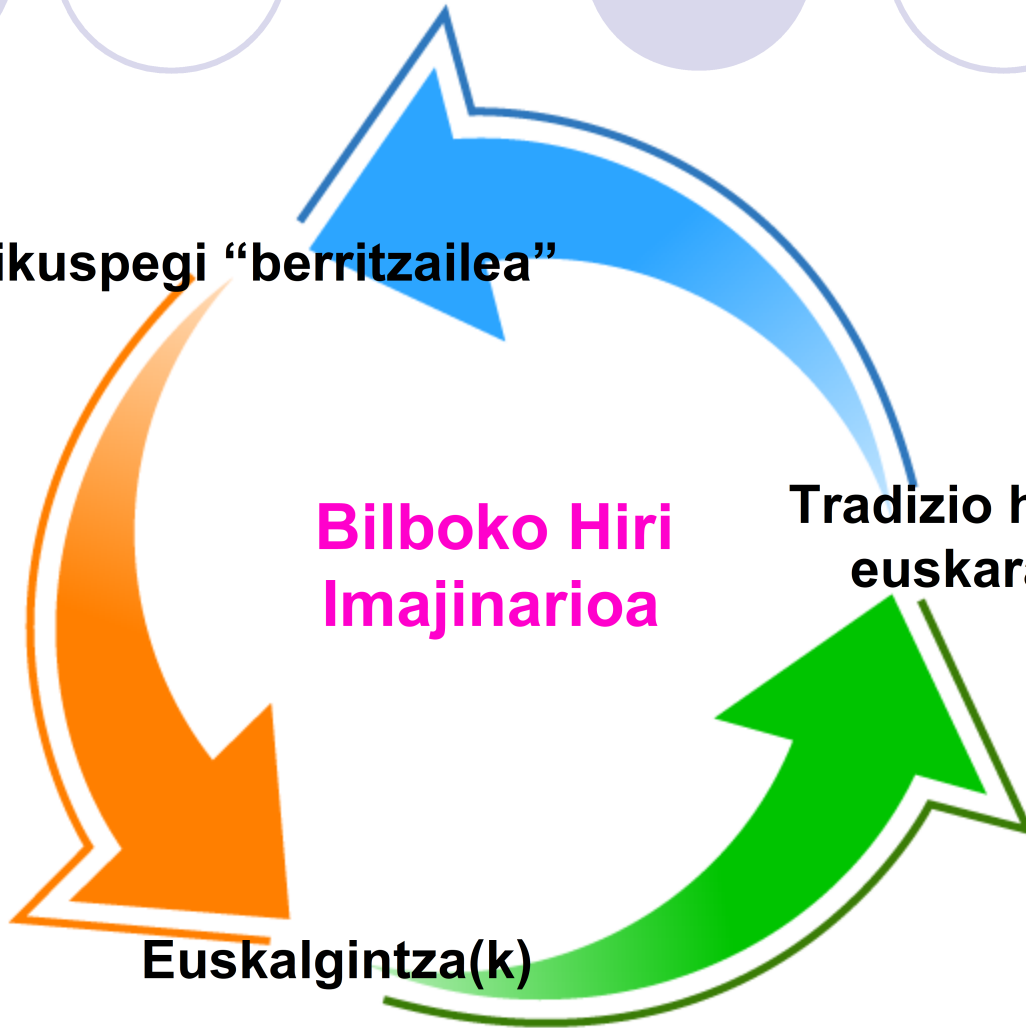 ikuspegi “berritzailea”
Bilboko Hiri
Imajinarioa
Tradizio
euskara
Euskalgintza(k)